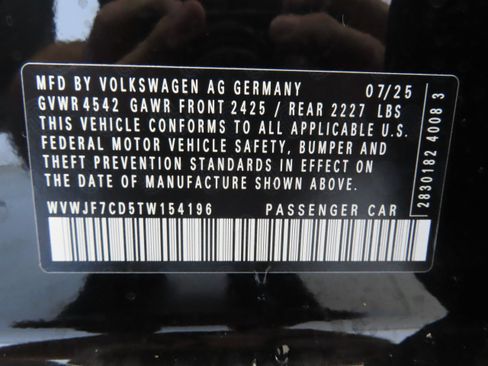 MFD BY VOLKSWAGEN AG GERMANY 07/25
GVWR4542 GAWR FRONT 2425 / REAR 2227 LBS
THIS VEHICLE CONFORMS TO ALL APPLICABLE U.S.
FEDERAL MOTOR VEHICLE SAFETY, BUMPER AND
THEFT PREVENTION STANDARDS IN EFFECT ON
THE DATE OF MANUFACTURE SHOWN ABOVE.
WVWJF7CD5TW154196 PASSENGER CAR
2830182 4008 3